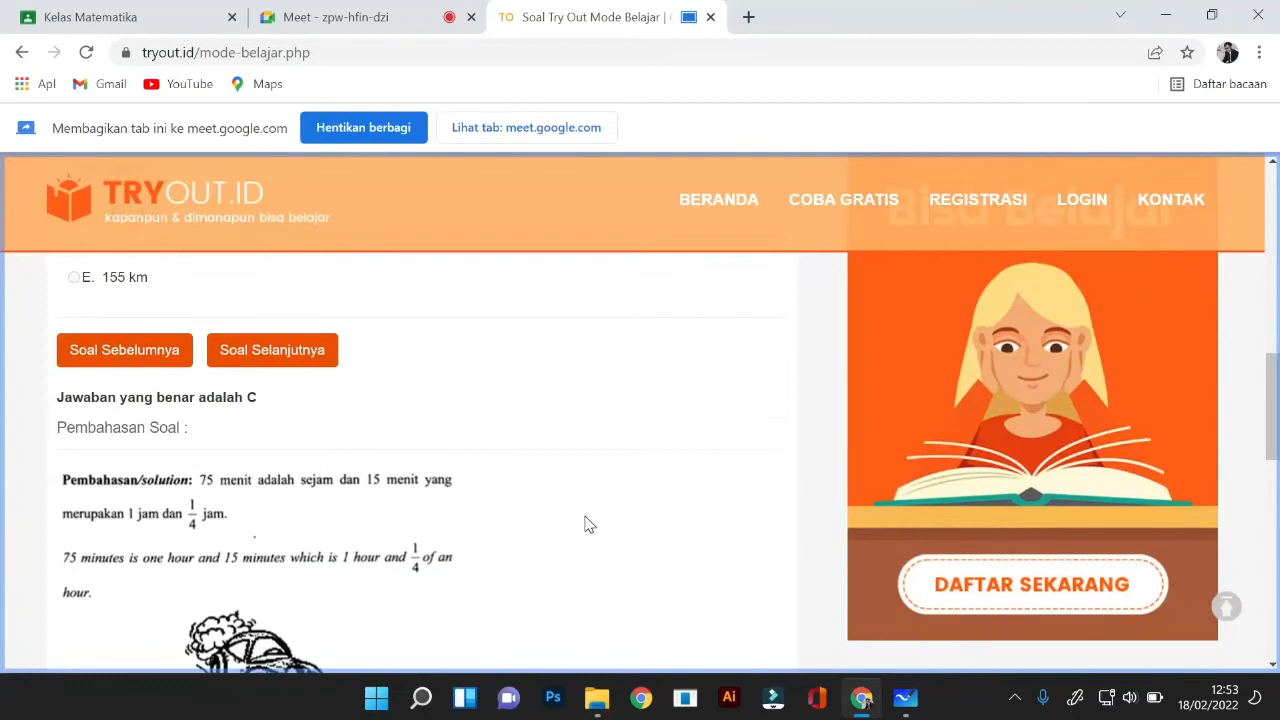 Kelas Matematika
Meet - zpw-hfin-dzi
Soal Try Out Mode Belajar |
tryout.id/mode-belajar.php
Apl
Gmail
YouTube
Maps
Daftar bacaan
Membagikan tab ini ke meet.google.com
Hentikan berbagi
Lihat tab: meet.google.com
TRYOUT.ID
kapanpun & dimanapun bisa belajar
BERANDA
COBA GRATIS
REGISTRASI
LOGIN
KONTAK
Bisa Belajar
E. 155 km
Soal Sebelumnya
Soal Selanjutnya
Jawaban yang benar adalah C
Pembahasan Soal :
Pembahasan/solution: 75 menit adalah sejam dan 15 menit yang
merupakan 1 jam dan 1/4 jam.
75 minutes is one hour and 15 minutes which is 1 hour and 1/4 of an
hour.
DAFTAR SEKARANG
Ps
Ai
12:53
18/02/2022